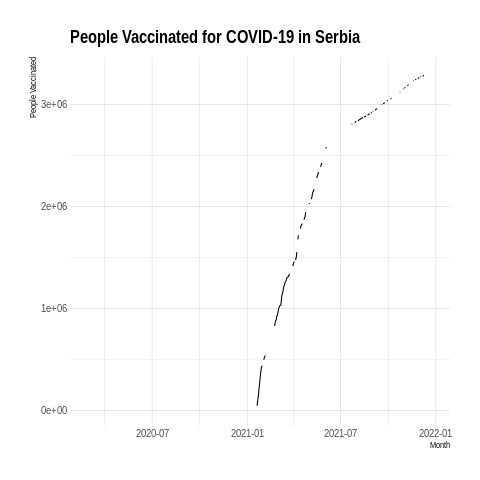 People Vaccinated for COVID-19 in Serbia
People Vaccinated
3e+06
2e+06
1e+06
0e+00
2020-07
2021-01
2021-07
2022-01
Month